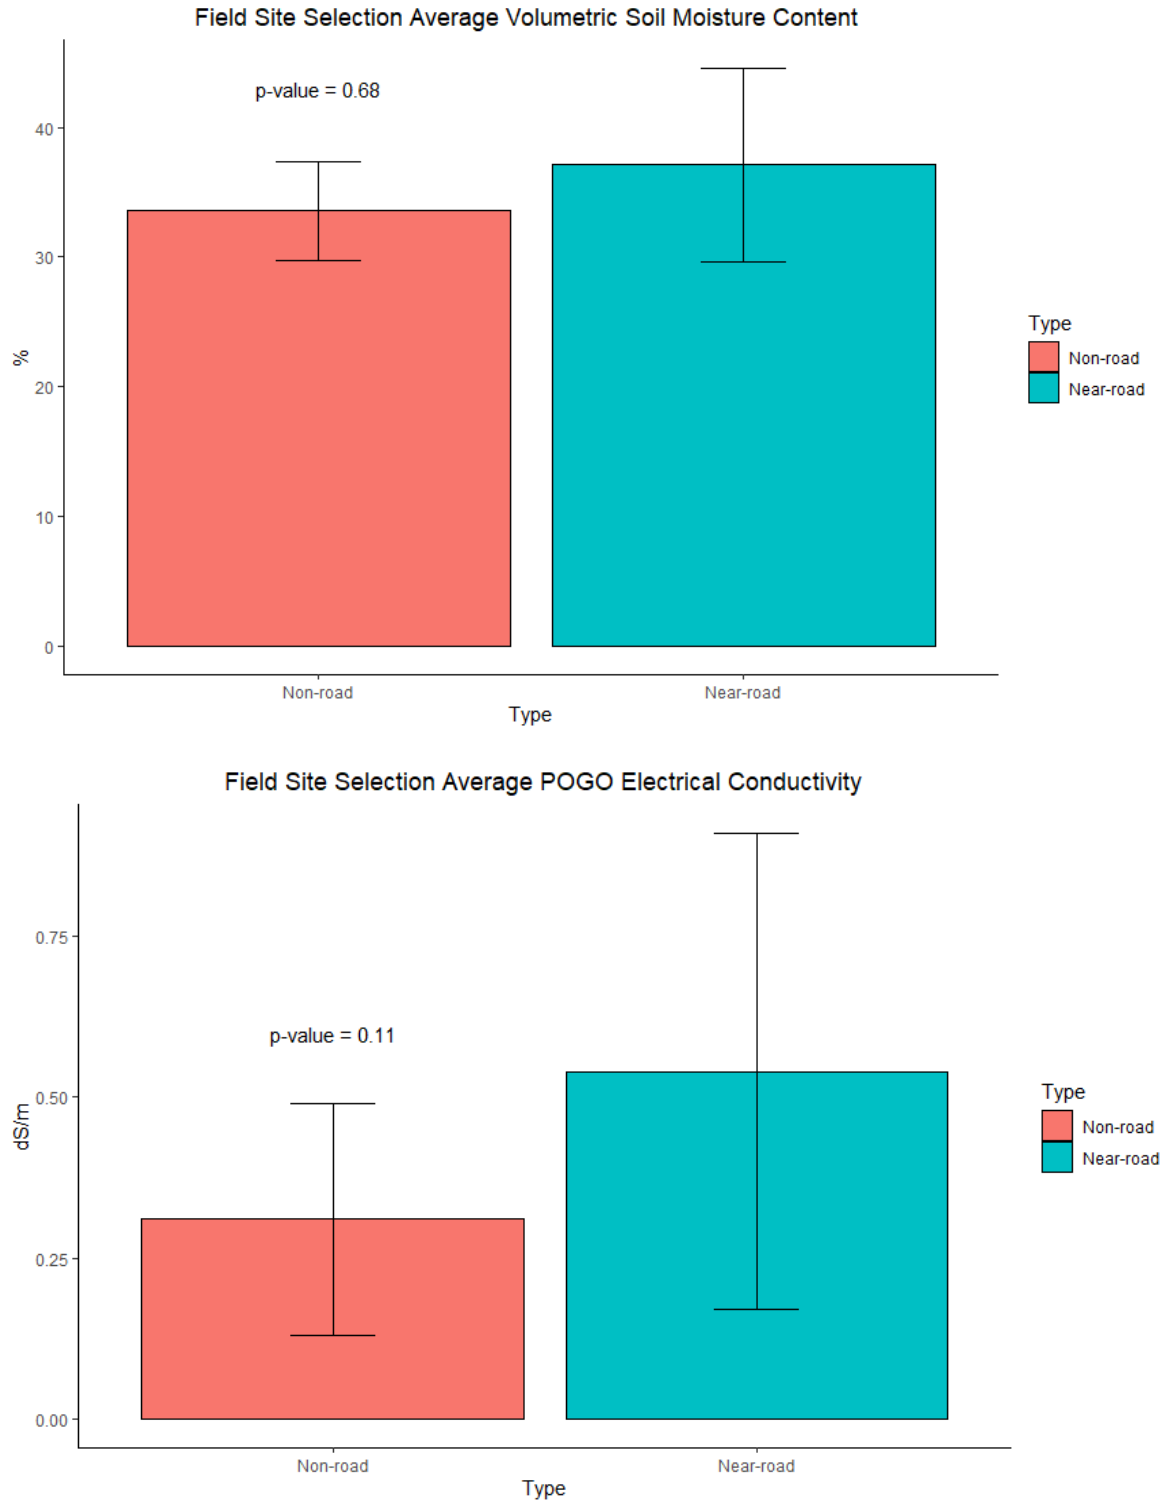 Field Site Selection Average Volumetric Soil Moisture Content
p-value = 0.68
40
30
20
10
0
%
Non-road
Near-road
Type
Type
Non-road
Near-road
Field Site Selection Average POGO Electrical Conductivity
p-value = 0.11
0.75
0.50
0.25
0.00
dS/m
Non-road
Near-road
Type
Type
Non-road
Near-road